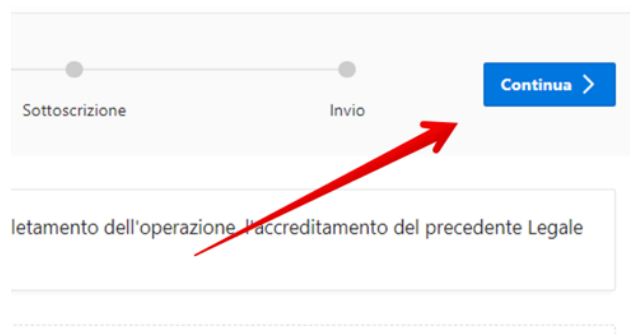 Continua
Sottoscrizione
Invio
letamento dell'operazione, l'accreditamento del precedente Legale